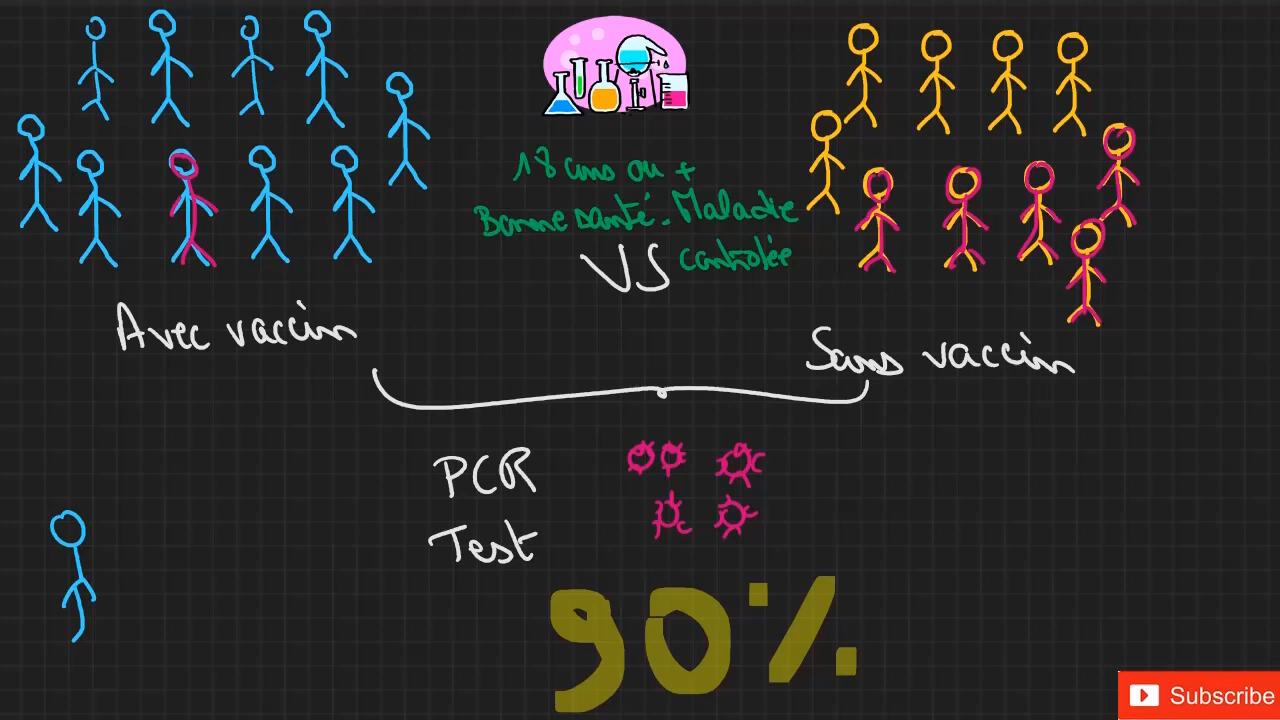 18 ans ou +
Bonne santé - Maladie
contrôlée
VS
Avec vaccin
Sans vaccin
PCR
Test
90%
Subscribe